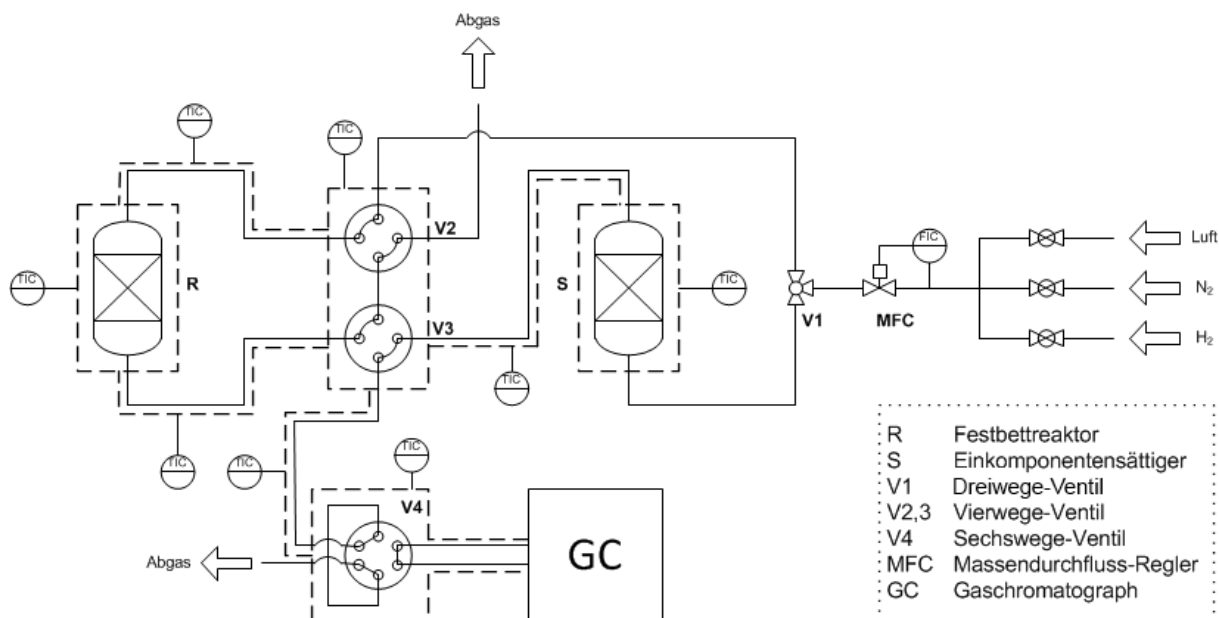 Abgas
TIC
TIC
TIC
R
V2
V3
S
TIC
TIC
TIC
V1
FIC
MFC
Luft
N₂
H₂
TIC
TIC
V4
Abgas
GC
R Festbettreaktor
S Einkomponentensättiger
V1 Dreiwege-Ventil
V2,3 Vierwege-Ventil
V4 Sechswege-Ventil
MFC Massendurchfluss-Regler
GC Gaschromatograph